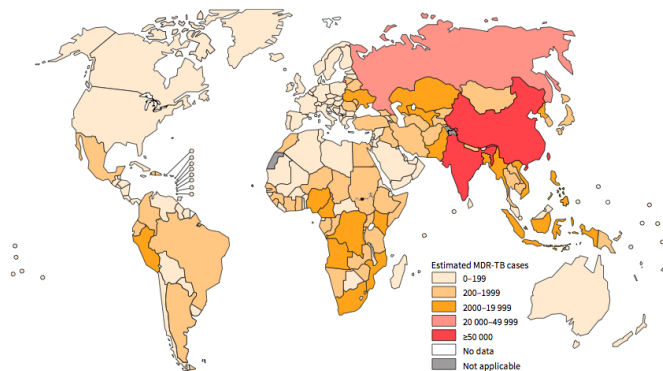 Estimated MDR-TB cases
0–199
200–1999
2000–19 999
20 000–49 999
≥50 000
No data
Not applicable